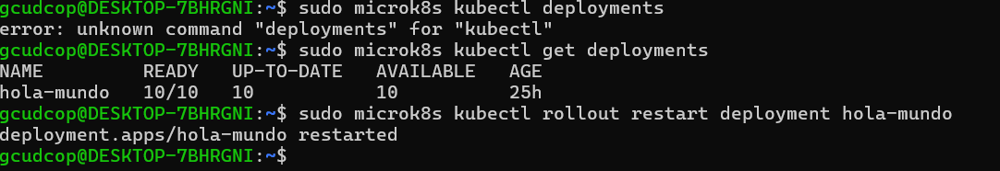 gcudcop@DESKTOP-7BHRGNI:~$ sudo microk8s kubectl deployments
error: unknown command "deployments" for "kubectl"
gcudcop@DESKTOP-7BHRGNI:~$ sudo microk8s kubectl get deployments
NAME         READY   UP-TO-DATE   AVAILABLE   AGE
hola-mundo   10/10   10           10          25h
gcudcop@DESKTOP-7BHRGNI:~$ sudo microk8s kubectl rollout restart deployment hola-mundo
deployment.apps/hola-mundo restarted
gcudcop@DESKTOP-7BHRGNI:~$